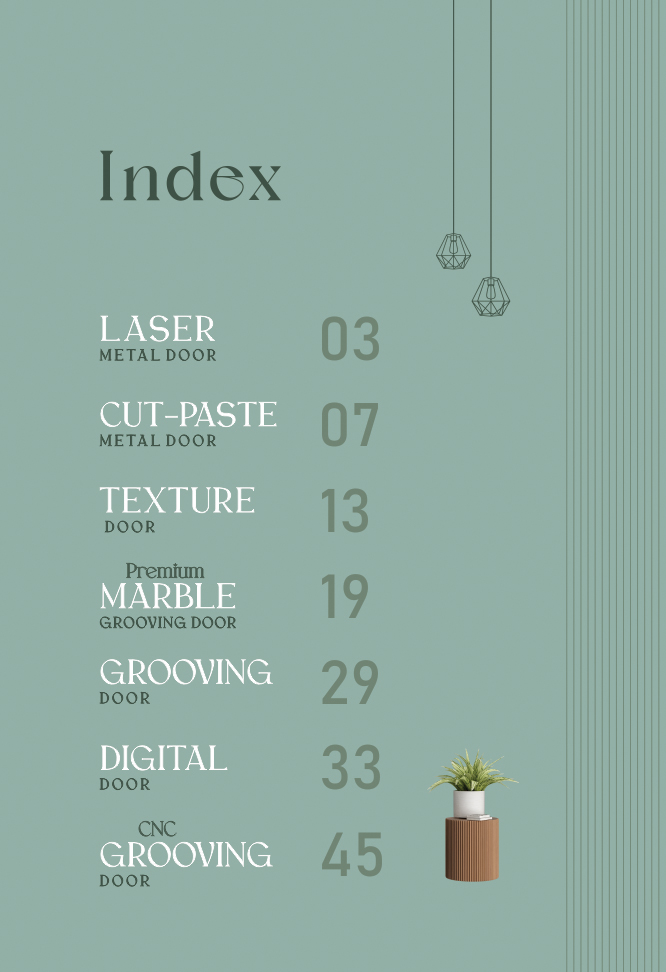 Index
LASER 03
METAL DOOR
CUT-PASTE 07
METAL DOOR
TEXTURE 13
DOOR
Premium
MARBLE 19
GROOVING DOOR
GROOVING 29
DOOR
DIGITAL 33
DOOR
CNC
GROOVING 45
DOOR